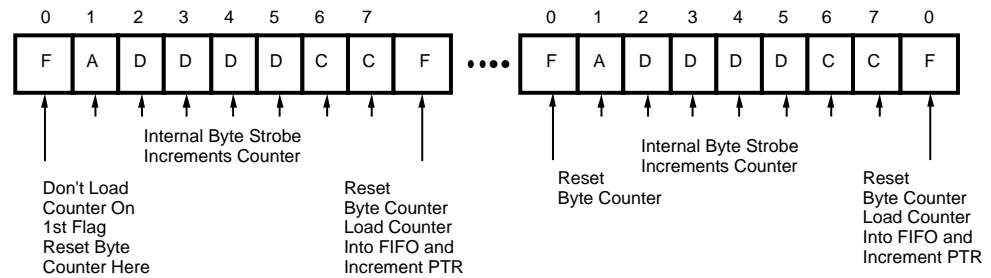 0 1 2 3 4 5 6 7 0 1 2 3 4 5 6 7 0
F A D D D D C C F F A D D D D C C F
Internal Byte Strobe
Increments Counter
Internal Byte Strobe
Increments Counter
Don't Load
Counter On
1st Flag
Reset Byte
Counter Here
Reset
Byte Counter
Load Counter
Into FIFO and
Increment PTR
Reset
Byte Counter
Reset
Byte Counter
Load Counter
Into FIFO and
Increment PTR